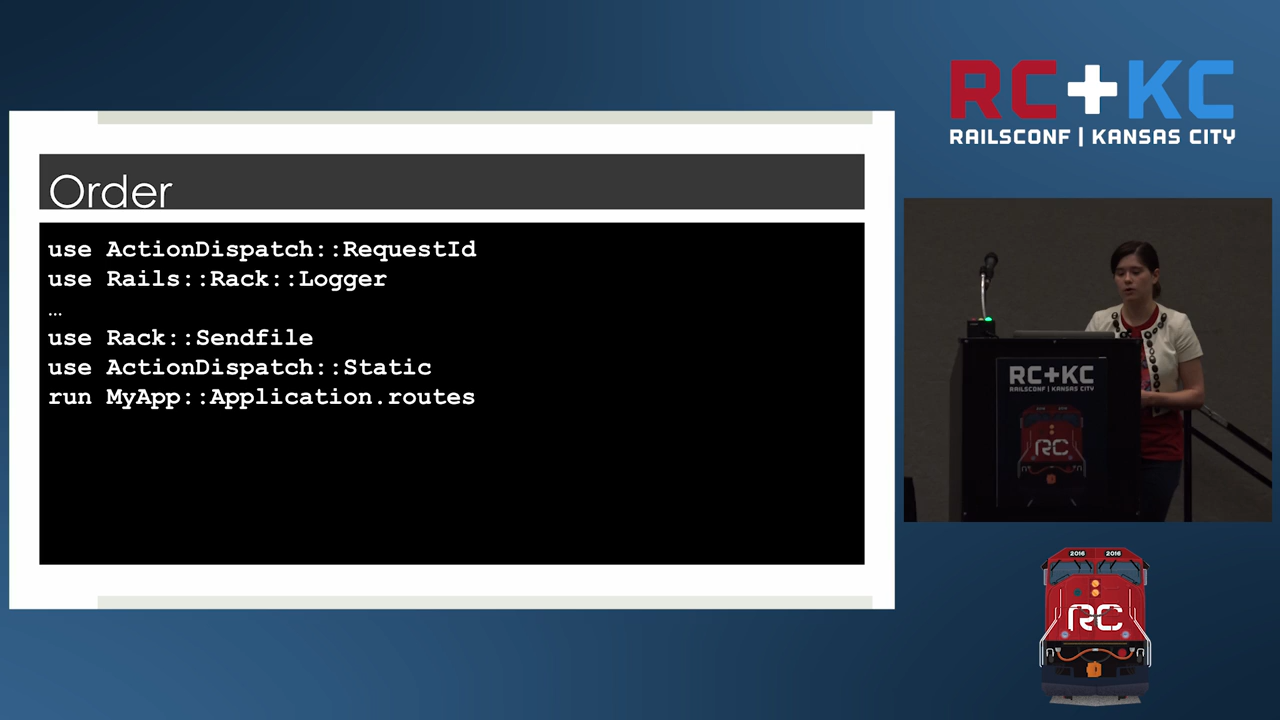 Order
use ActionDispatch::RequestId
use Rails::Rack::Logger
…
use Rack::Sendfile
use ActionDispatch::Static
run MyApp::Application.routes
RC+KC
RAILSCONF | KANSAS CITY
RC+KC
RAILSCONF | KANSAS CITY
RC
2016 2016
RC